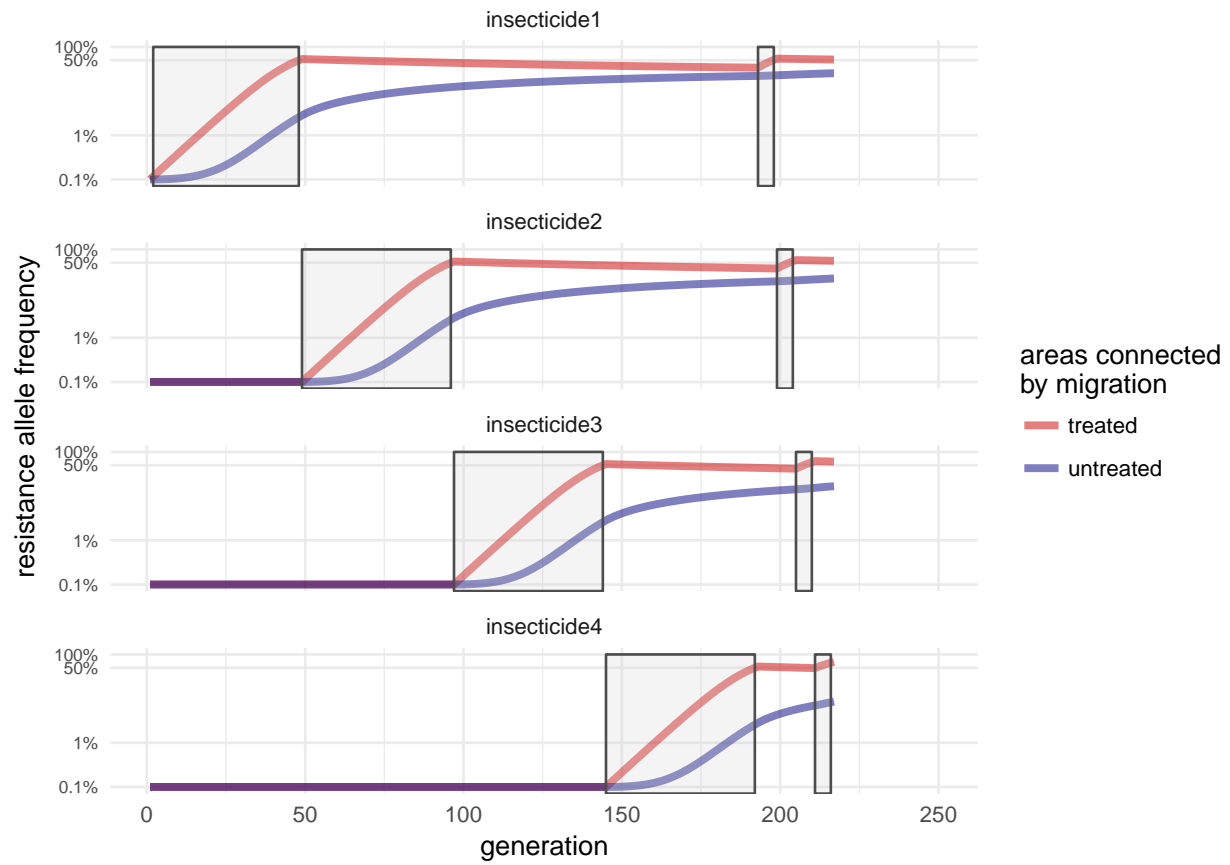 insecticide1
100%
50%
1%
0.1%
insecticide2
100%
50%
1%
0.1%
insecticide3
100%
50%
1%
0.1%
insecticide4
100%
50%
1%
0.1%
0 50 100 150 200 250
generation
resistance allele frequency
areas connected
by migration
treated
untreated